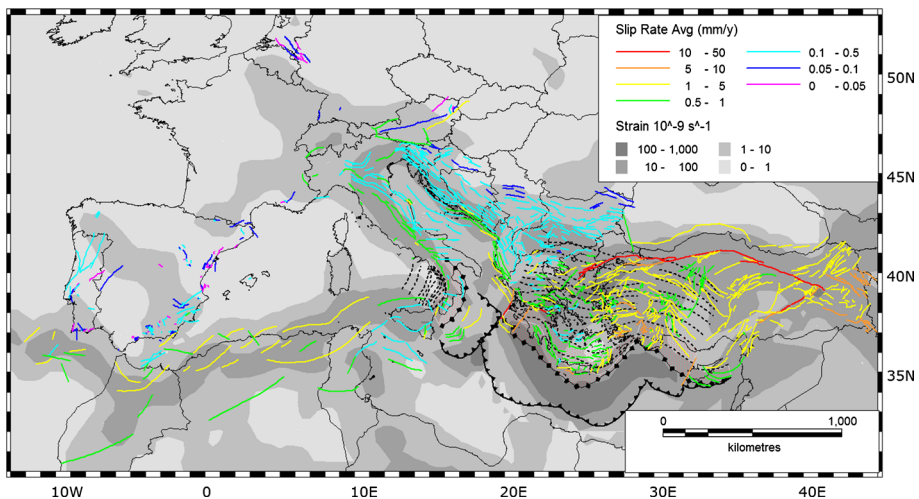 Slip Rate Avg (mm/y)
10 - 50
5 - 10
1 - 5
0.5 - 1
0.1 - 0.5
0.05 - 0.1
0 - 0.05
Strain 10^-9 s^-1
100 - 1,000
10 - 100
1 - 10
0 - 1
50N
45N
40N
35N
0
1,000
kilometres
10W
0
10E
20E
30E
40E